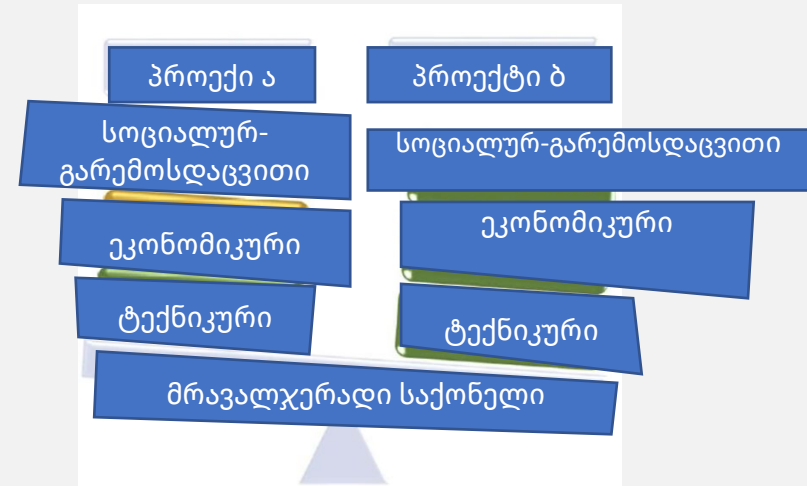 პროექი ა
პროექტი ბ
სოციალურ-
გარემოსდაცვითი
სოციალურ-გარემოსდაცვითი
ეკონომიკური
ეკონომიკური
ტექნიკური
ტექნიკური
მრავალჯერადი საქონელი